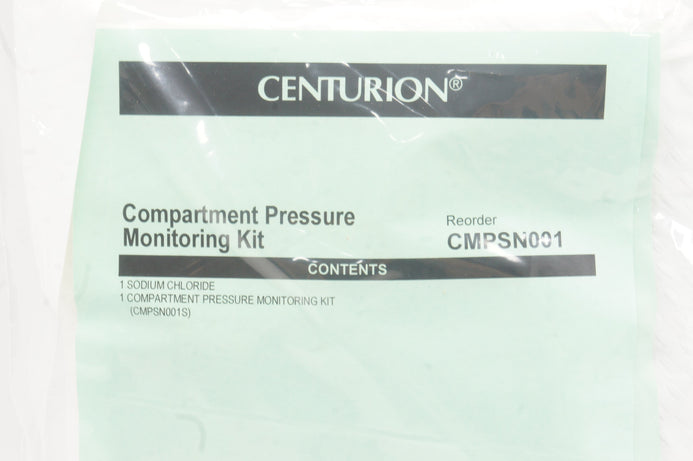 CENTURION®
Compartment Pressure
Monitoring Kit
Reorder
CMPSN001
CONTENTS
1 SODIUM CHLORIDE
1 COMPARTMENT PRESSURE MONITORING KIT
(CMPSN001S)